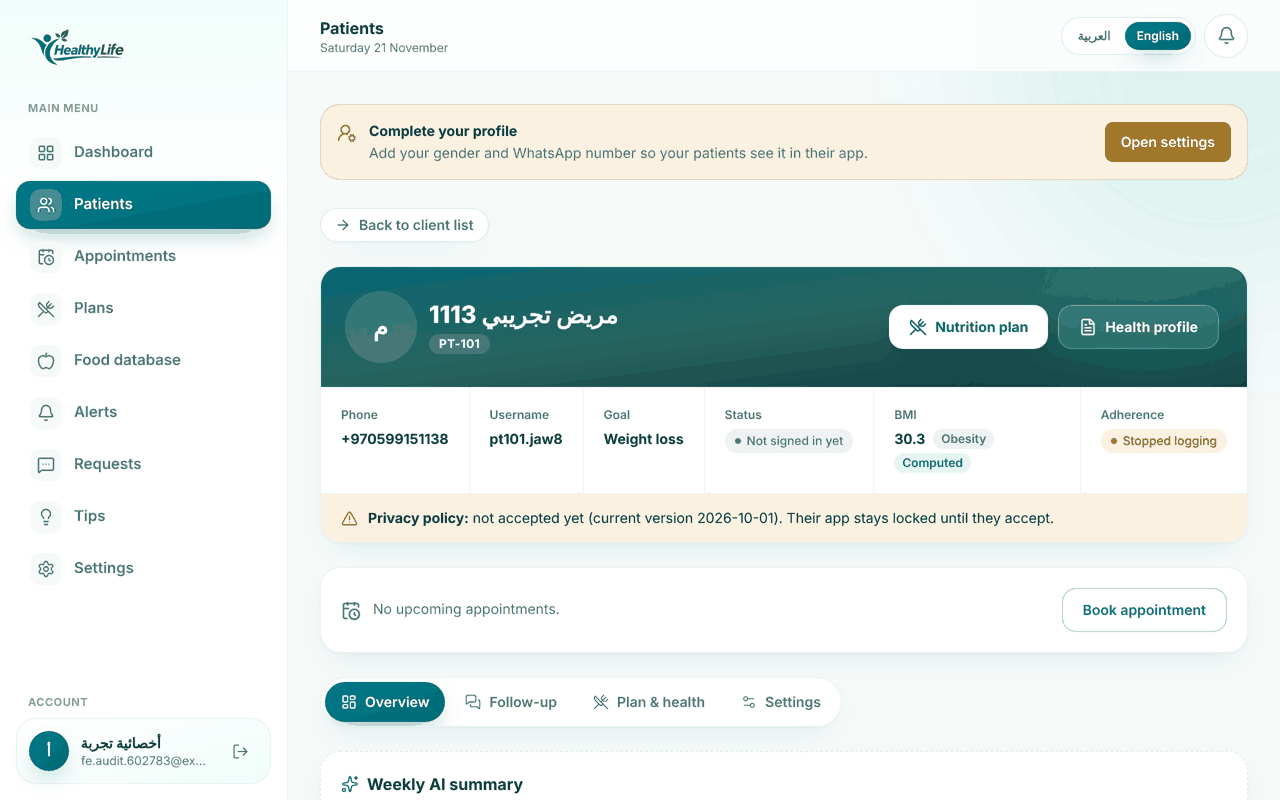 HealthyLife
MAIN MENU
Dashboard
Patients
Appointments
Plans
Food database
Alerts
Requests
Tips
Settings
ACCOUNT
أ
أخصائية تجربة
fe.audit.602783@ex...
Patients
Saturday 21 November
العربية
English
Complete your profile
Add your gender and WhatsApp number so your patients see it in their app.
Open settings
Back to client list
م
مريض تجريبي 1113
PT-101
Nutrition plan
Health profile
Phone
+970599151138
Username
pt101.jaw8
Goal
Weight loss
Status
Not signed in yet
BMI
30.3 Obesity
Computed
Adherence
Stopped logging
Privacy policy: not accepted yet (current version 2026-10-01). Their app stays locked until they accept.
No upcoming appointments.
Book appointment
Overview
Follow-up
Plan & health
Settings
Weekly AI summary